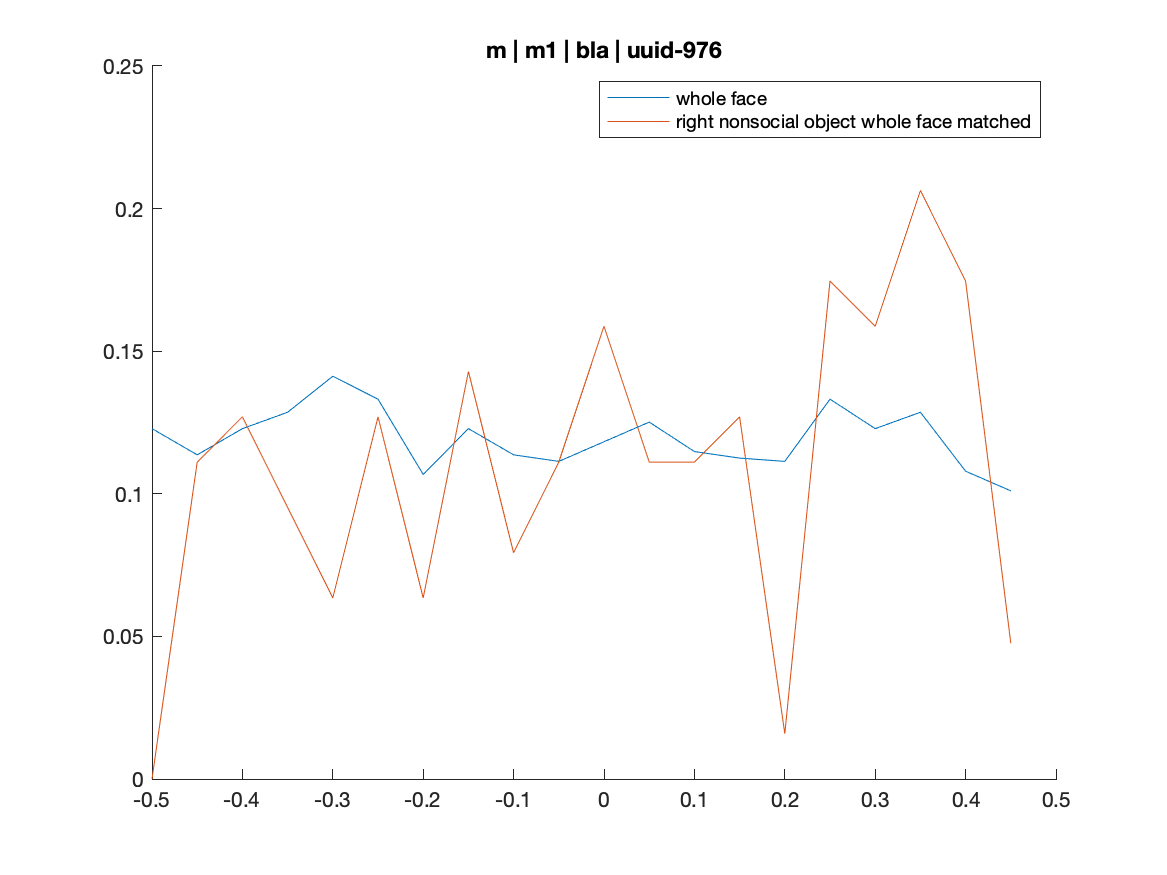 m | m1 | bla | uuid-976
0.25
whole face
right nonsocial object whole face matched
0.2
0.15
0.1
0.05
0
-0.5 -0.4 -0.3 -0.2 -0.1 0 0.1 0.2 0.3 0.4 0.5